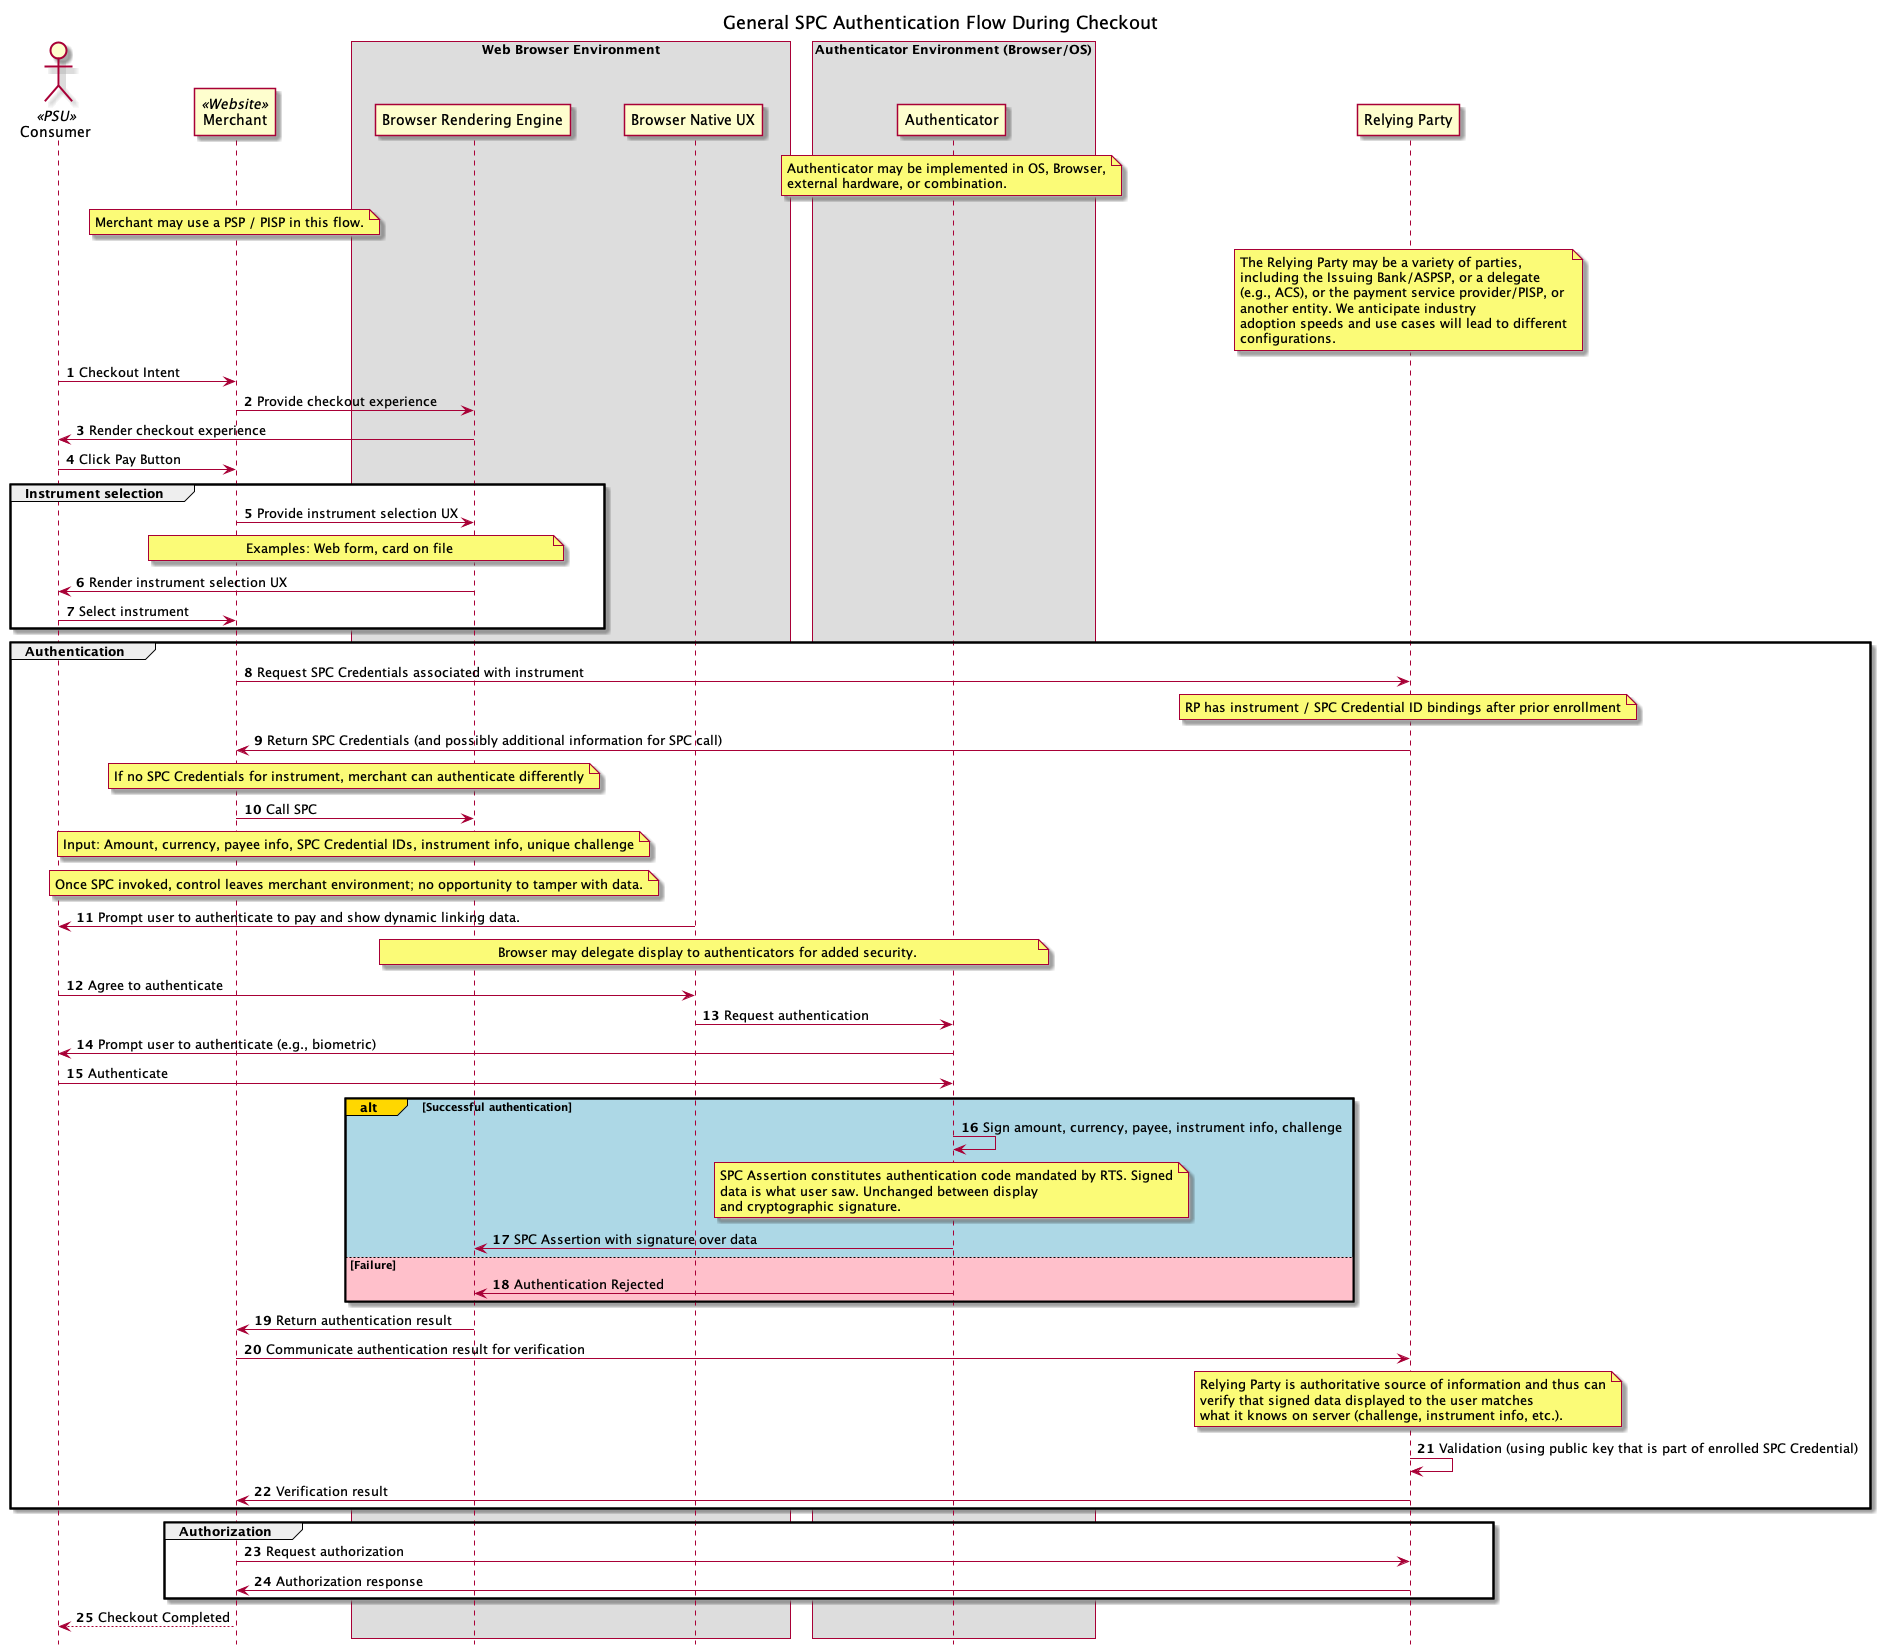 General SPC Authentication Flow During Checkout
Web Browser Environment
Authenticator Environment (Browser/OS)
«PSU»
Consumer
«Website»
Merchant
Browser Rendering Engine
Browser Native UX
Authenticator
Relying Party
Authenticator may be implemented in OS, Browser,
external hardware, or combination.
Merchant may use a PSP / PISP in this flow.
The Relying Party may be a variety of parties,
including the Issuing Bank/ASPSP, or a delegate
(e.g., ACS), or the payment service provider/PISP, or
another entity. We anticipate industry
adoption speeds and use cases will lead to different
configurations.
1 Checkout Intent
2 Provide checkout experience
3 Render checkout experience
4 Click Pay Button
Instrument selection
5 Provide instrument selection UX
Examples: Web form, card on file
6 Render instrument selection UX
7 Select instrument
Authentication
8 Request SPC Credentials associated with instrument
RP has instrument / SPC Credential ID bindings after prior enrollment
9 Return SPC Credentials (and possibly additional information for SPC call)
If no SPC Credentials for instrument, merchant can authenticate differently
10 Call SPC
Input: Amount, currency, payee info, SPC Credential IDs, instrument info, unique challenge
Once SPC invoked, control leaves merchant environment; no opportunity to tamper with data.
11 Prompt user to authenticate to pay and show dynamic linking data.
Browser may delegate display to authenticators for added security.
12 Agree to authenticate
13 Request authentication
14 Prompt user to authenticate (e.g., biometric)
15 Authenticate
alt [Successful authentication]
16 Sign amount, currency, payee, instrument info, challenge
SPC Assertion constitutes authentication code mandated by RTS. Signed
data is what user saw. Unchanged between display
and cryptographic signature.
17 SPC Assertion with signature over data
[Failure]
18 Authentication Rejected
19 Return authentication result
20 Communicate authentication result for verification
Relying Party is authoritative source of information and thus can
verify that signed data displayed to the user matches
what it knows on server (challenge, instrument info, etc.).
21 Validation (using public key that is part of enrolled SPC Credential)
22 Verification result
Authorization
23 Request authorization
24 Authorization response
25 Checkout Completed